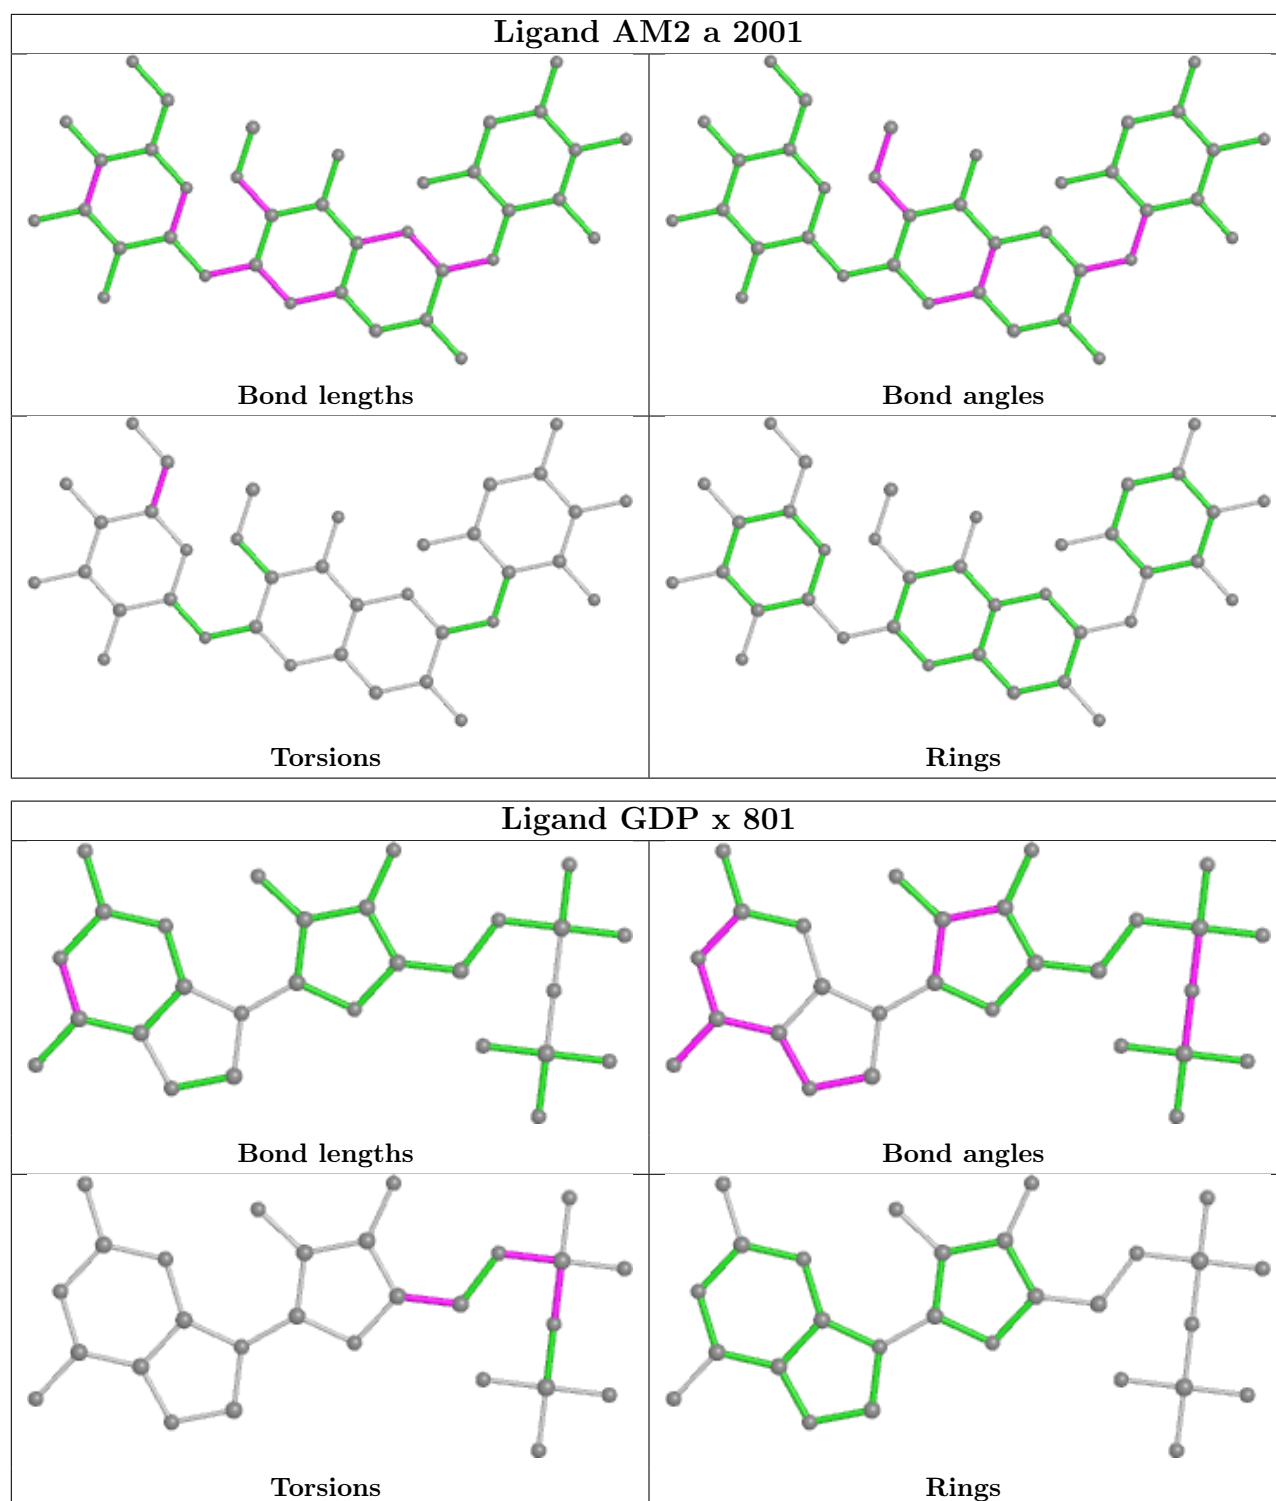 Ligand AM2 a 2001
Bond lengths
Bond angles
Torsions
Rings
Ligand GDP x 801
Bond lengths
Bond angles
Torsions
Rings